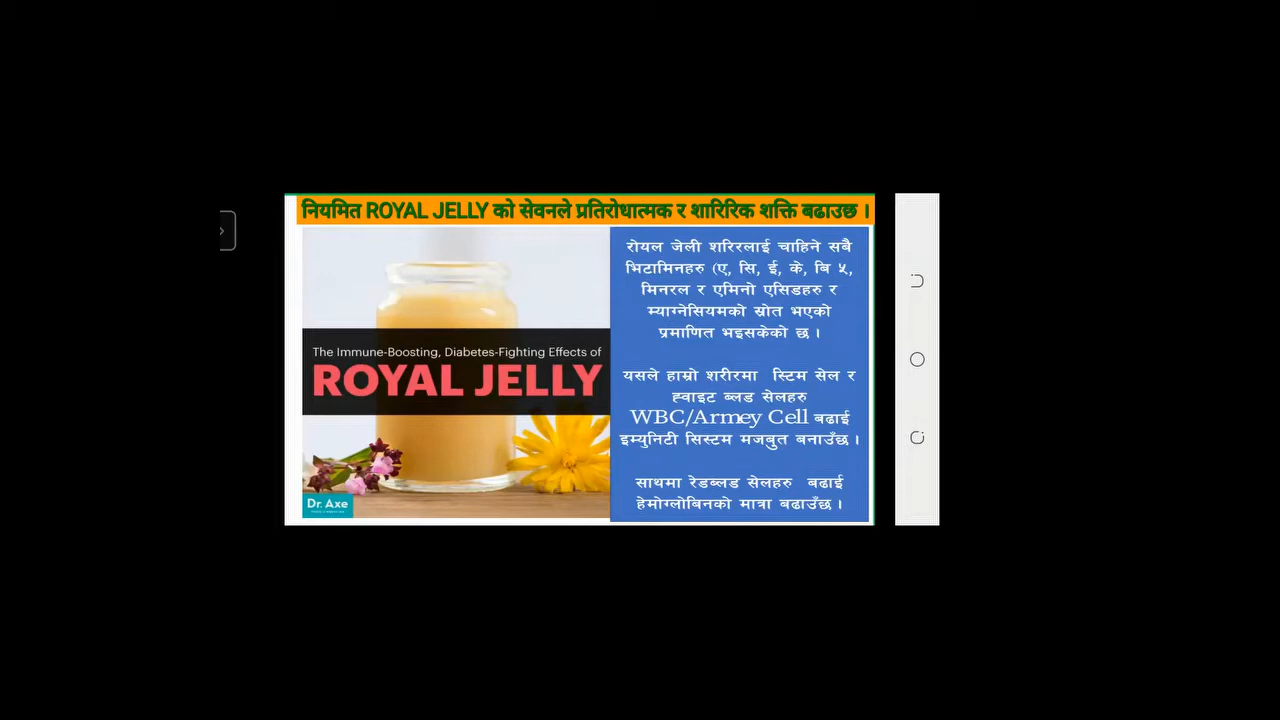 नियमित ROYAL JELLY को सेवनले प्रतिरोधात्मक र शारिरिक शक्ति बढाउछ ।
The Immune-Boosting, Diabetes-Fighting Effects of
ROYAL JELLY
Dr. Axe
रोयल जेली शरिरलाई चाहिने सबै
भिटामिनहरु (ए, सि, ई, के, बि ५,
मिनरल र एमिनो एसिडहरु र
म्याग्नेसियमको स्रोत भएको
प्रमाणित भइसकेको छ ।
यसले हाम्रो शरीरमा स्टिम सेल र
ह्वाइट ब्लड सेलहरु
WBC/Armey Cell बढाई
इम्युनिटी सिस्टम मजबुत बनाउँछ ।
साथमा रेडब्लड सेलहरु बढाई
हेमोग्लोबिनको मात्रा बढाउँछ ।